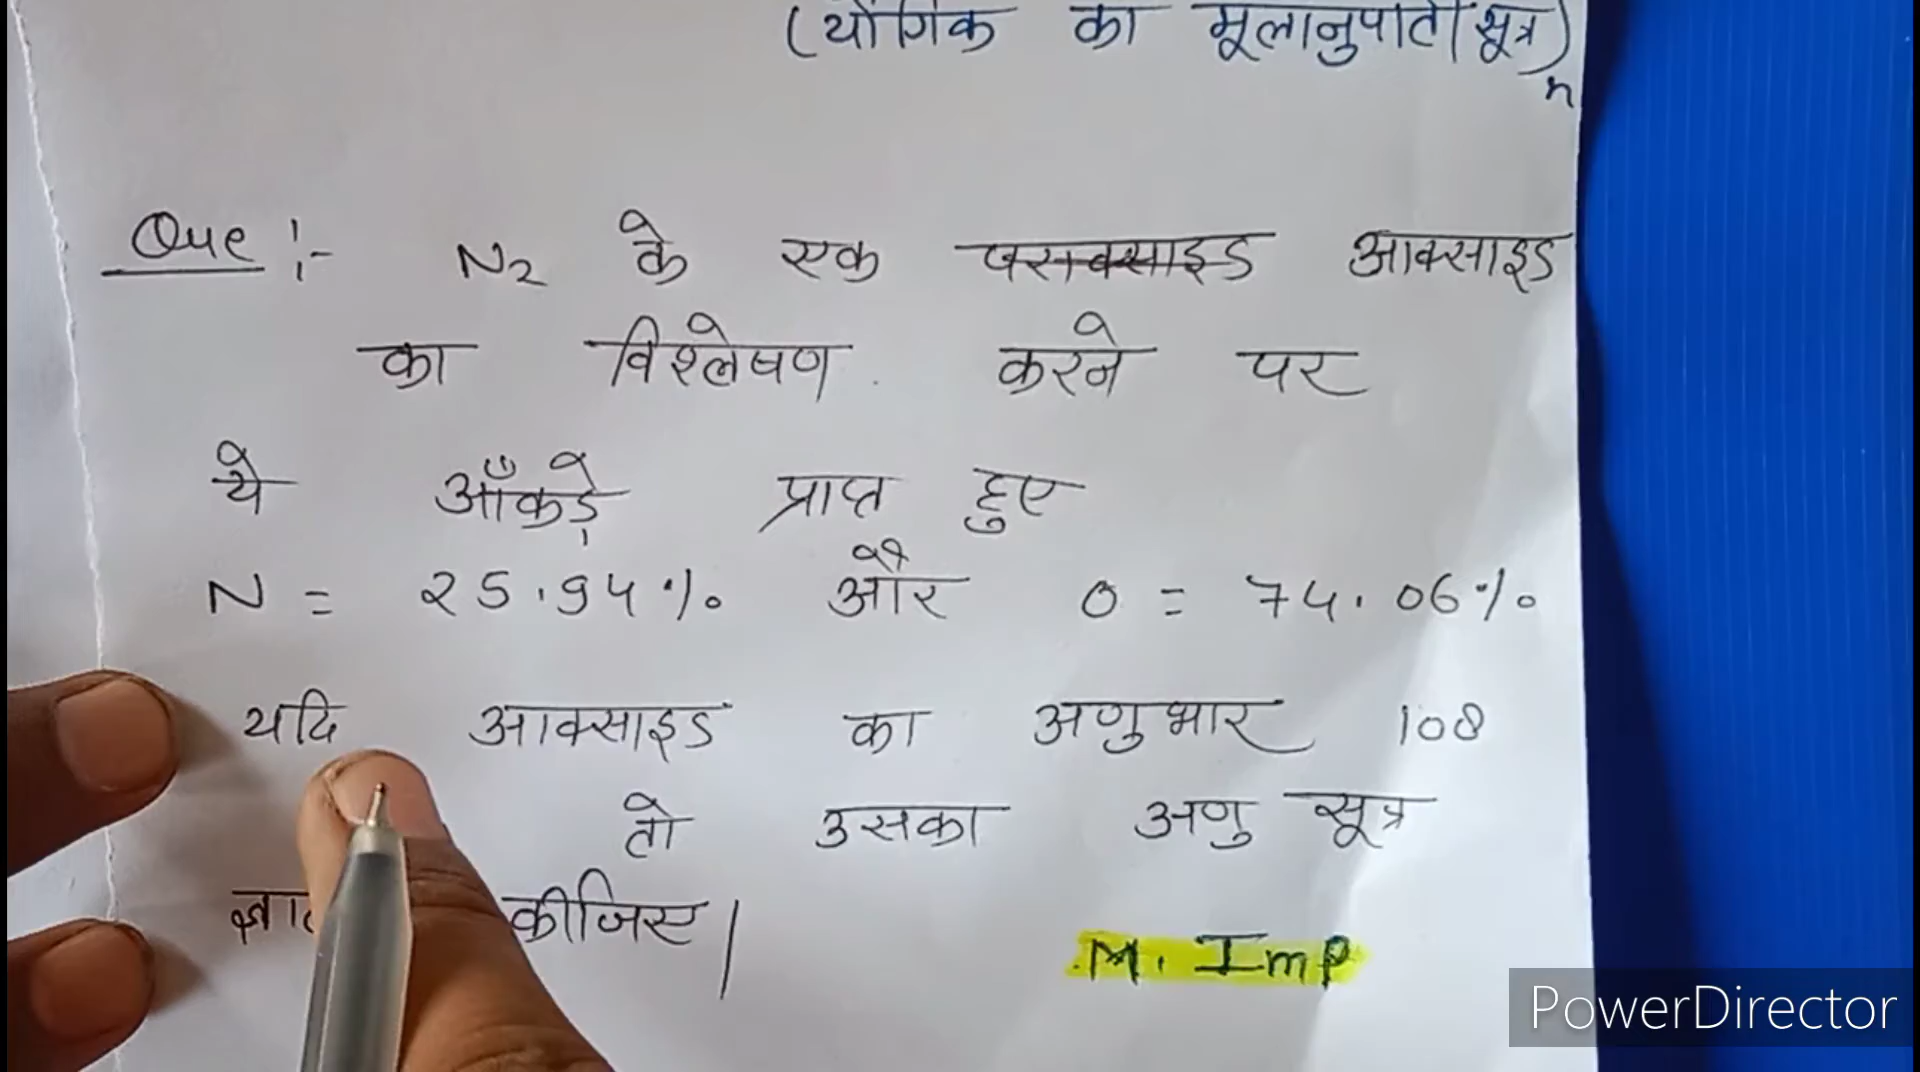 (यौगिक का मूलानुपाती सूत्र)n
Que :- N2 के एक पराक्साइड आक्साइड
का विश्लेषण करने पर
ये आँकड़े प्राप्त हुए
N = 25.94% और O = 74.06%
यदि आक्साइड का अणुभार 108
तो उसका अणु सूत्र
कीजिए|
M. Imp
PowerDirector